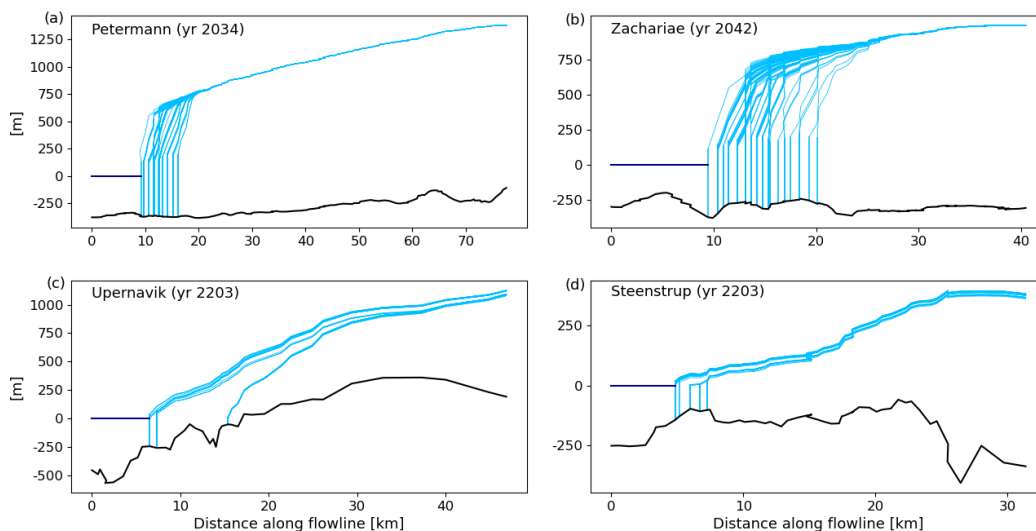 (a)
Petermann (yr 2034)
1250
1000
750
500
250
0
−250
[m]
0 10 20 30 40 50 60 70
(b)
Zachariae (yr 2042)
750
500
250
0
−250
0 10 20 30 40
(c)
Upernavik (yr 2203)
1000
750
500
250
0
−250
−500
[m]
0 10 20 30 40
Distance along flowline [km]
(d)
Steenstrup (yr 2203)
250
0
−250
0 10 20 30
Distance along flowline [km]